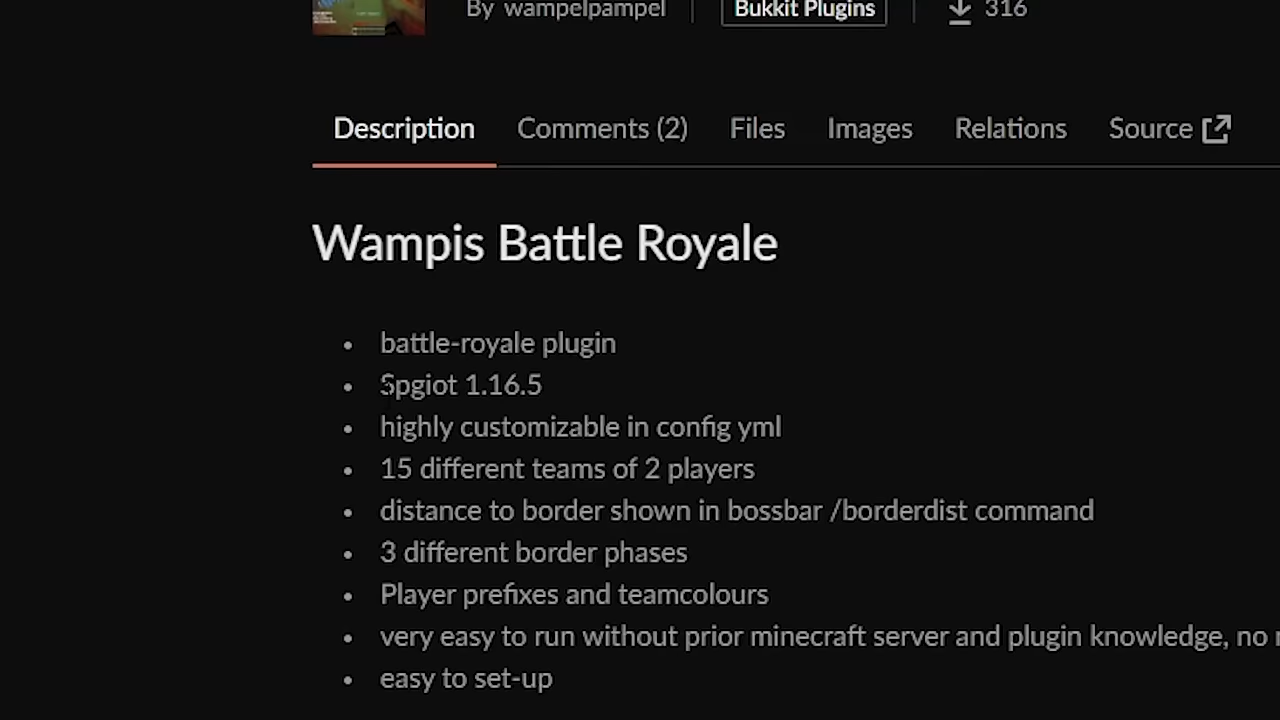 By wampelpampel Bukkit Plugins 316
Description Comments (2) Files Images Relations Source
Wampis Battle Royale
battle-royale plugin
Spgiot 1.16.5
highly customizable in config yml
15 different teams of 2 players
distance to border shown in bossbar /borderdist command
3 different border phases
Player prefixes and teamcolours
very easy to run without prior minecraft server and plugin knowledge, no
easy to set-up